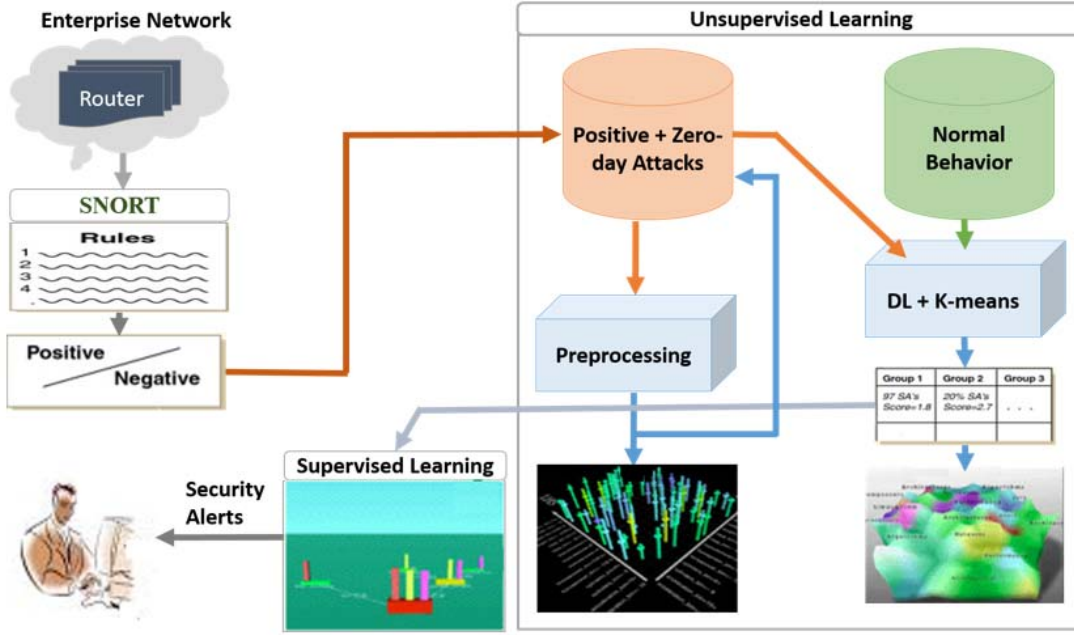 Enterprise Network
Router
SNORT
Rules
1
2
3
4
.
Positive
Negative
Unsupervised Learning
Positive + Zero-
day Attacks
Normal
Behavior
Preprocessing
DL + K-means
Group 1 Group 2 Group 3
97 SA's 20% SA's
Score=1.8 Score=2.7 . . .
Supervised Learning
Security
Alerts